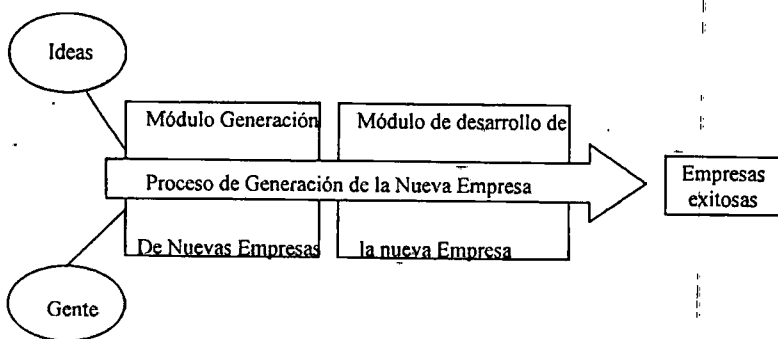 Ideas
Módulo Generación
De Nuevas Empresas
Módulo de desarrollo de
la nueva Empresa
Proceso de Generación de la Nueva Empresa
Empresas
exitosas
Gente